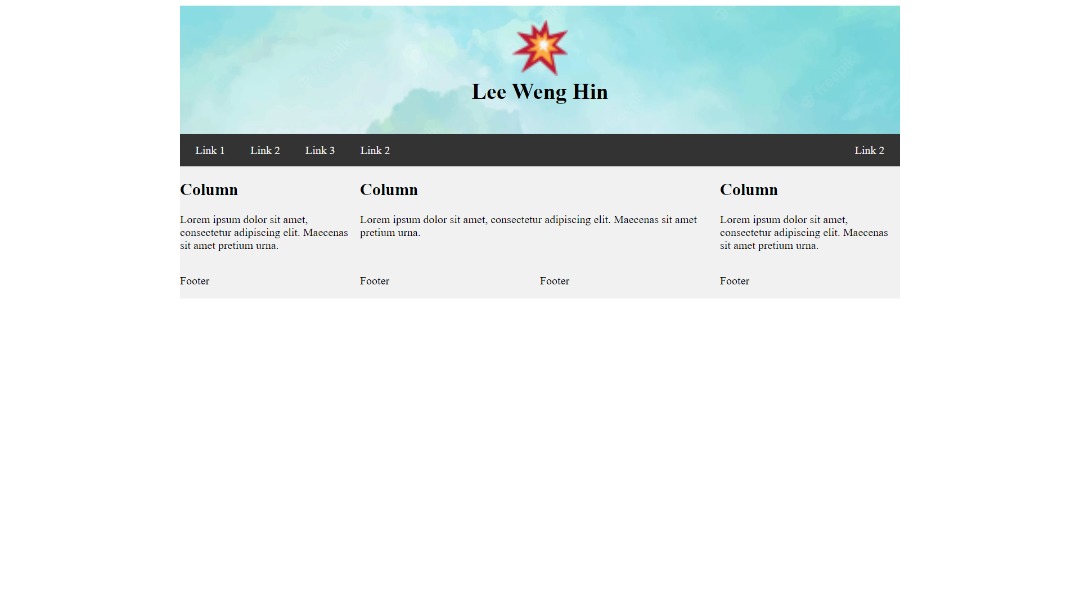 Lee Weng Hin
Link 1 Link 2 Link 3 Link 2 Link 2
Column
Lorem ipsum dolor sit amet,
consectetur adipiscing elit. Maecenas
sit amet pretium urna.
Column
Lorem ipsum dolor sit amet, consectetur adipiscing elit. Maecenas sit amet
pretium urna.
Column
Lorem ipsum dolor sit amet,
consectetur adipiscing elit. Maecenas
sit amet pretium urna.
Footer Footer Footer Footer